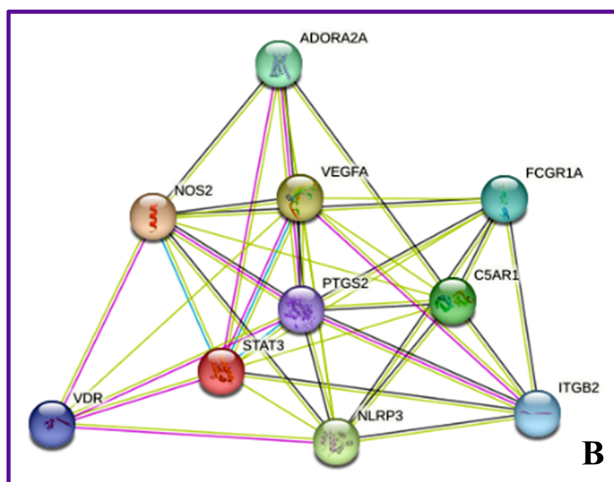 ADORA2A
VEGFA
FCGR1A
NOS2
C5AR1
PTGS2
STAT3
VDR
NLRP3
ITGB2
B